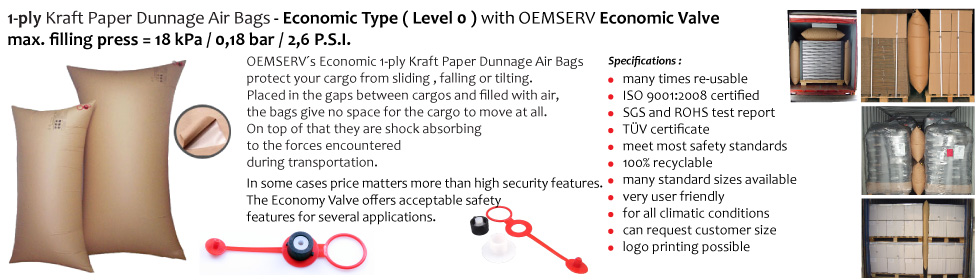 1-ply Kraft Paper Dunnage Air Bags - Economic Type ( Level 0 ) with OEMSERV Economic Valve
max. filling press = 18 kPa / 0,18 bar / 2,6 P.S.I.
OEMSERV´s Economic 1-ply Kraft Paper Dunnage Air Bags
protect your cargo from sliding , falling or tilting.
Placed in the gaps between cargos and filled with air,
the bags give no space for the cargo to move at all.
On top of that they are shock absorbing
to the forces encountered
during transportation.
In some cases price matters more than high security features.
The Economy Valve offers acceptable safety
features for several applications.
Specifications :
• many times re-usable
• ISO 9001:2008 certified
• SGS and ROHS test report
• TÜV certificate
• meet most safety standards
• 100% recyclable
• many standard sizes available
• very user friendly
• for all climatic conditions
• can request customer size
• logo printing possible